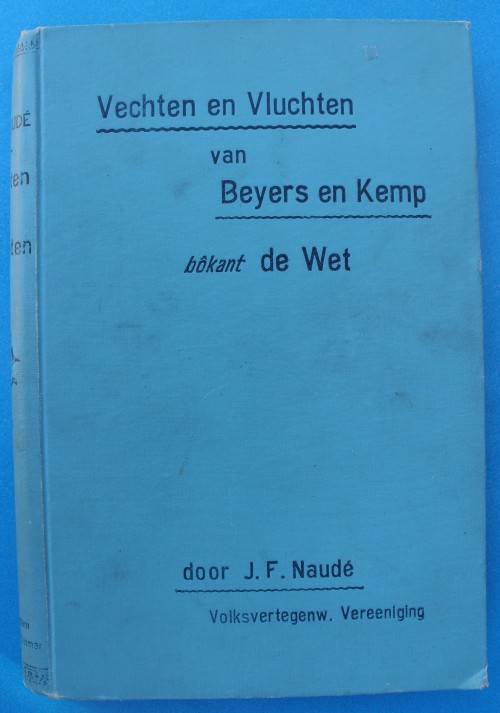 Vechten en Vluchten
van
Beyers en Kemp
bôkant de Wet
door J. F. Naudé
Volksvertegenw. Vereeniging